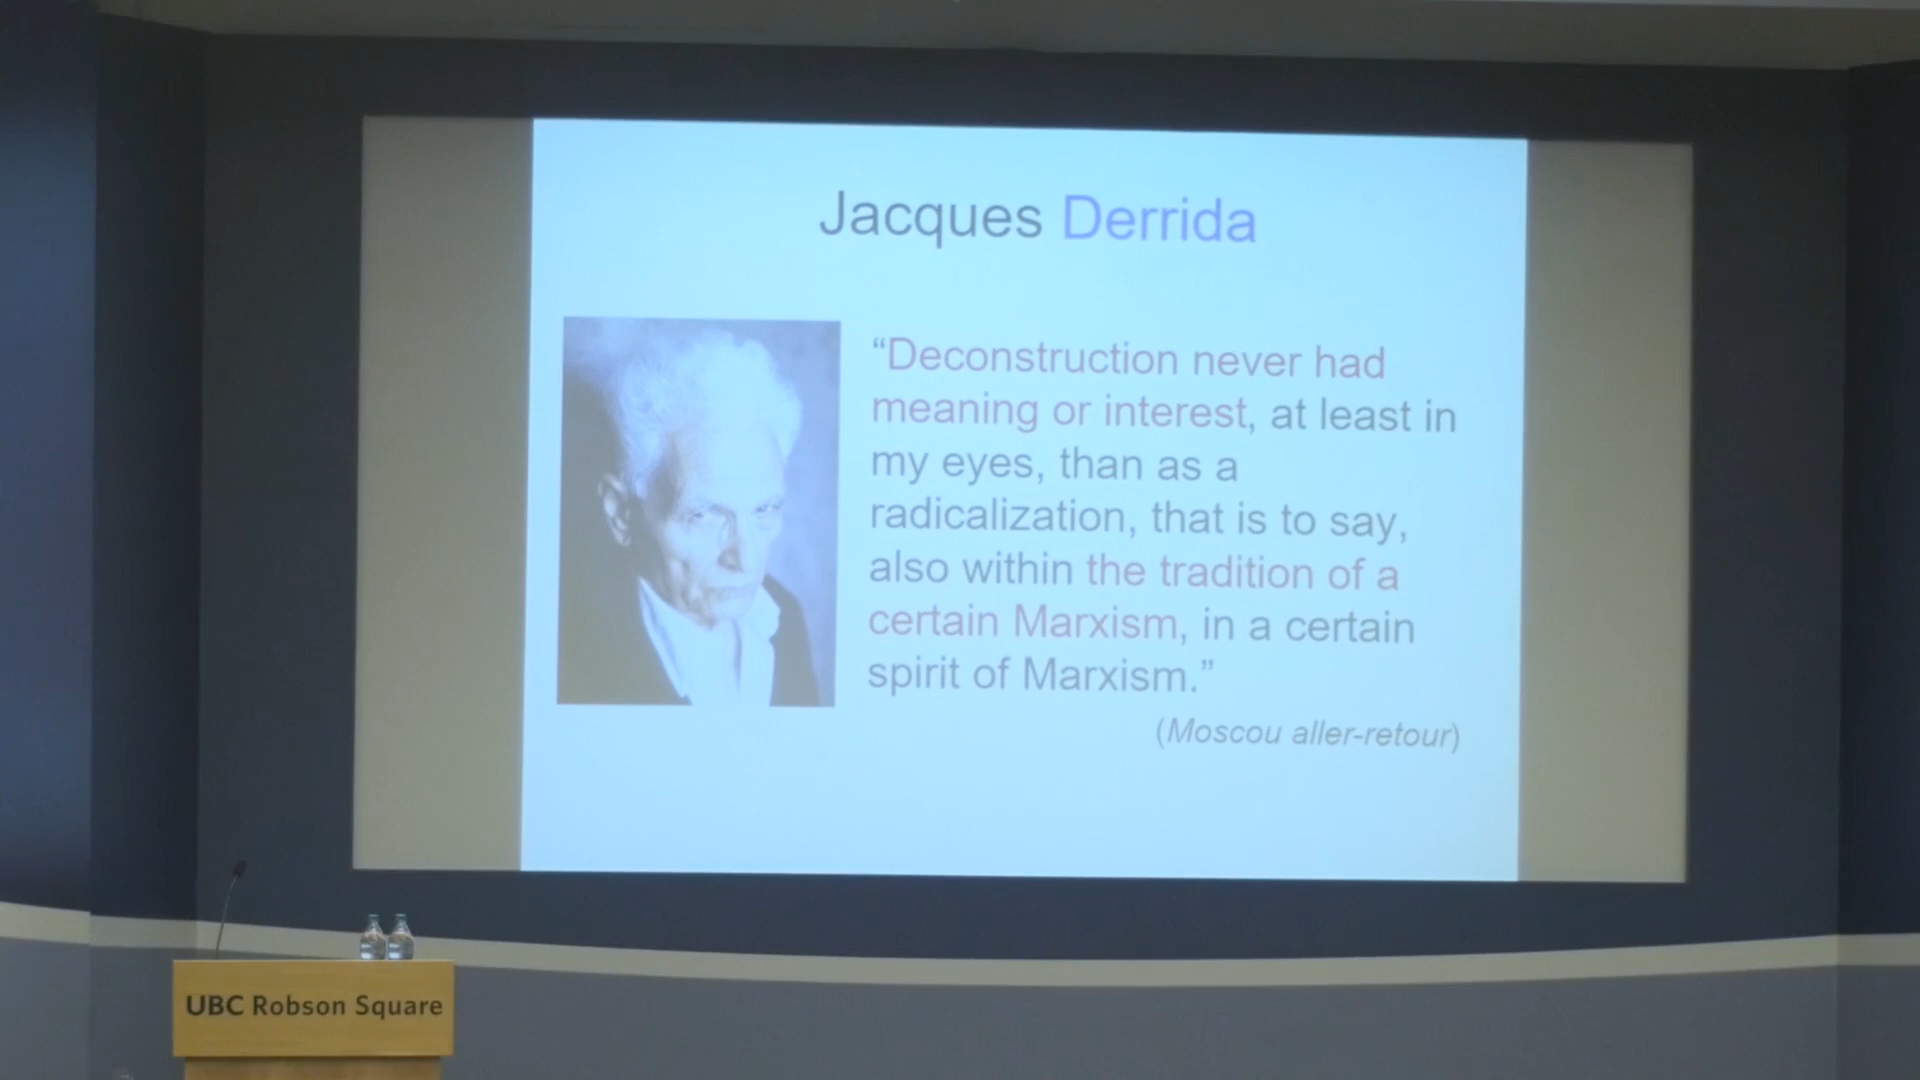 Jacques Derrida
“Deconstruction never had
meaning or interest, at least in
my eyes, than as a
radicalization, that is to say,
also within the tradition of a
certain Marxism, in a certain
spirit of Marxism.”
(Moscou aller-retour)
UBC Robson Square